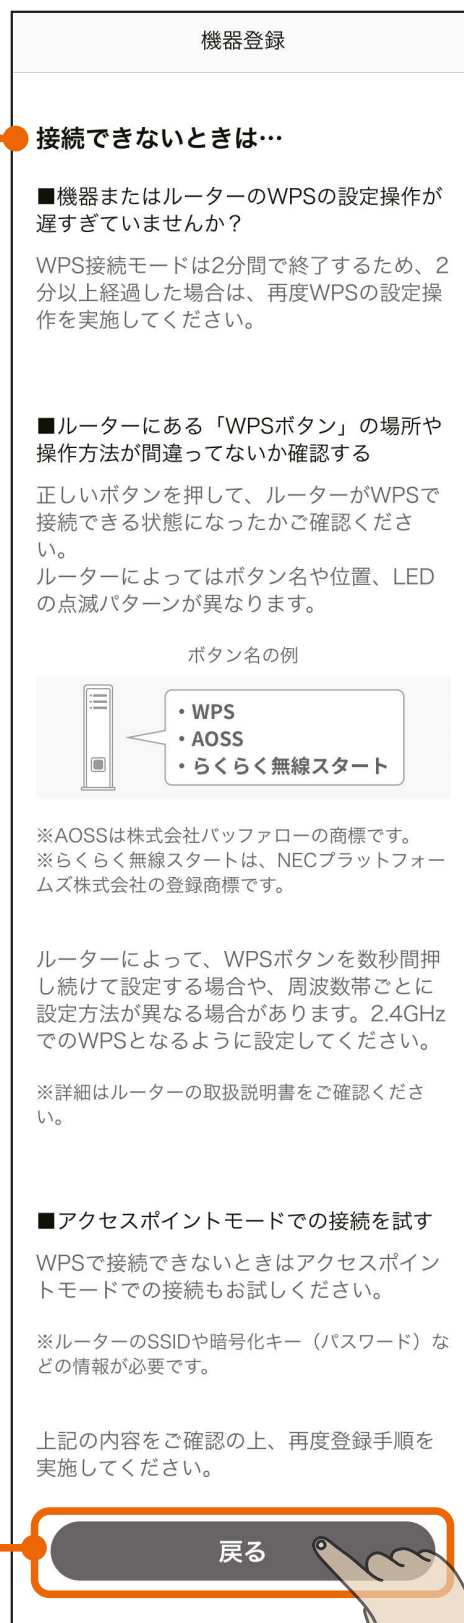 機器登録
接続できないときは…
■機器またはルーターのWPSの設定操作が
遅すぎていませんか？
WPS接続モードは2分間で終了するため、2
分以上経過した場合は、再度WPSの設定操
作を実施してください。
■ルーターにある「WPSボタン」の場所や
操作方法が間違ってないか確認する
正しいボタンを押して、ルーターがWPSで
接続できる状態になったかご確認くださ
い。
ルーターによってはボタン名や位置、LED
の点滅パターンが異なります。
ボタン名の例
・WPS
・AOSS
・らくらく無線スタート
※AOSSは株式会社バッファローの商標です。
※らくらく無線スタートは、NECプラットフォー
ムズ株式会社の登録商標です。
ルーターによって、WPSボタンを数秒間押
し続けて設定する場合や、周波数帯ごとに
設定方法が異なる場合があります。2.4GHz
でのWPSとなるように設定してください。
※詳細はルーターの取扱説明書をご確認くださ
い。
■アクセスポイントモードでの接続を試す
WPSで接続できないときはアクセスポイン
トモードでの接続もお試しください。
※ルーターのSSIDや暗号化キー（パスワード）な
どの情報が必要です。
上記の内容をご確認の上、再度登録手順を
実施してください。
戻る